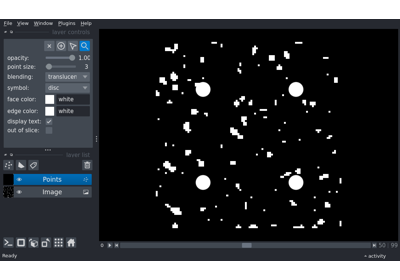 File View Window Plugins Help
layer controls
opacity: 1.00
point size: 3
blending: translucen
symbol: disc
face color: white
edge color: white
display text:
out of slice:
layer list
Points
Image
0 50 99
Ready activity